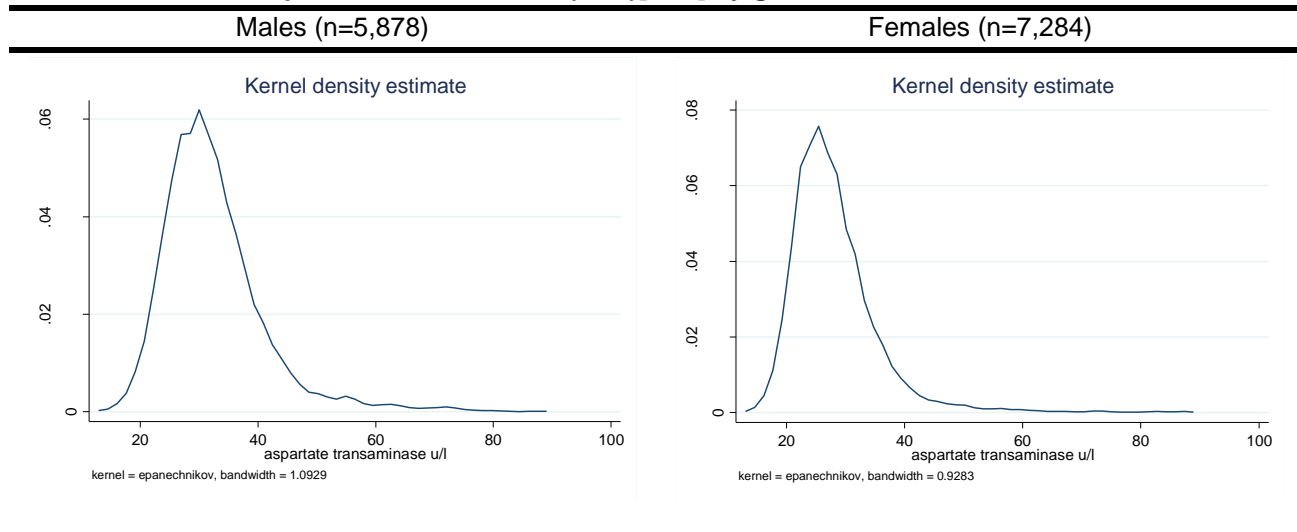 Males (n=5,878)
Females (n=7,284)
Kernel density estimate
.06
.04
.02
0
20 40 60 80 100
aspartate transaminase u/l
kernel = epanechnikov, bandwidth = 1.0929
Kernel density estimate
.08
.06
.04
.02
0
20 40 60 80 100
aspartate transaminase u/l
kernel = epanechnikov, bandwidth = 0.9283